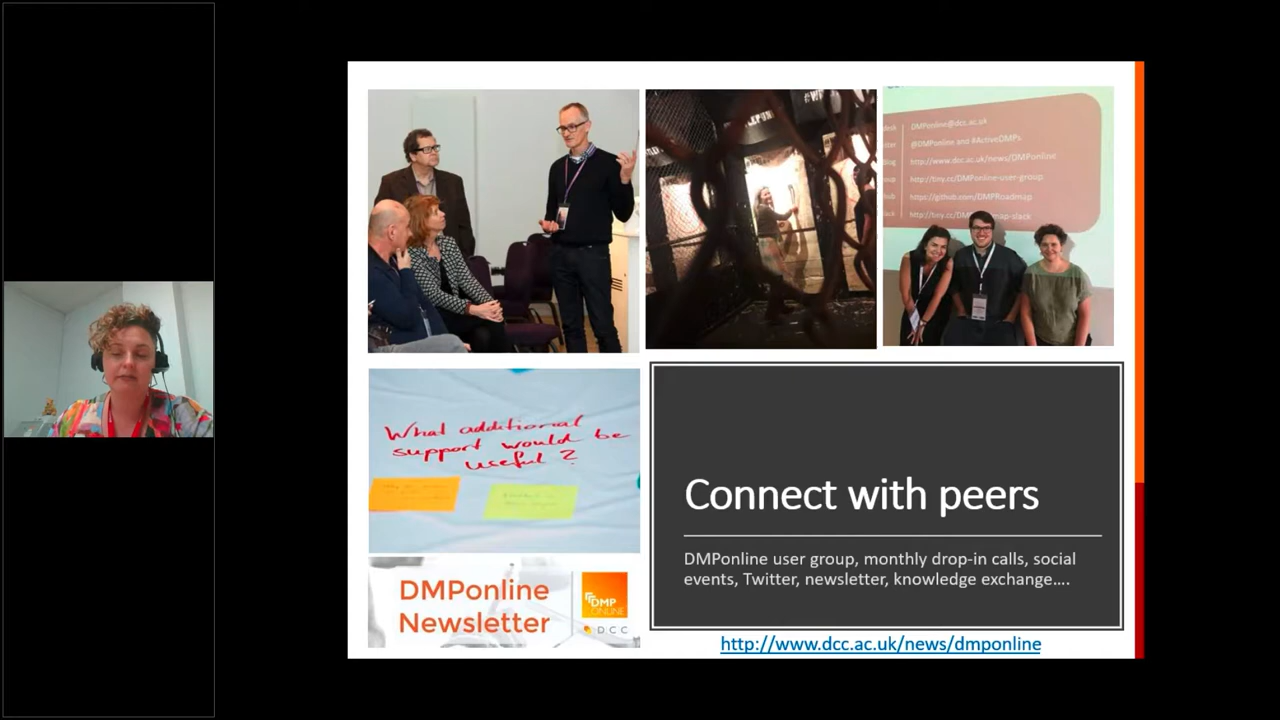 DMPonline@dcc.ac.uk
@DMPonline and #ActiveDMPs
http://www.dcc.ac.uk/news/DMPonline
http://tiny.cc/DMPonline-user-group
https://github.com/DMPRoadmap
http://tiny.cc/DM map-slack
What additional
support would be
useful?
DMPonline
Newsletter
DMP
ONLINE
DCC
Connect with peers
DMPonline user group, monthly drop-in calls, social
events, Twitter, newsletter, knowledge exchange....
http://www.dcc.ac.uk/news/dmponline